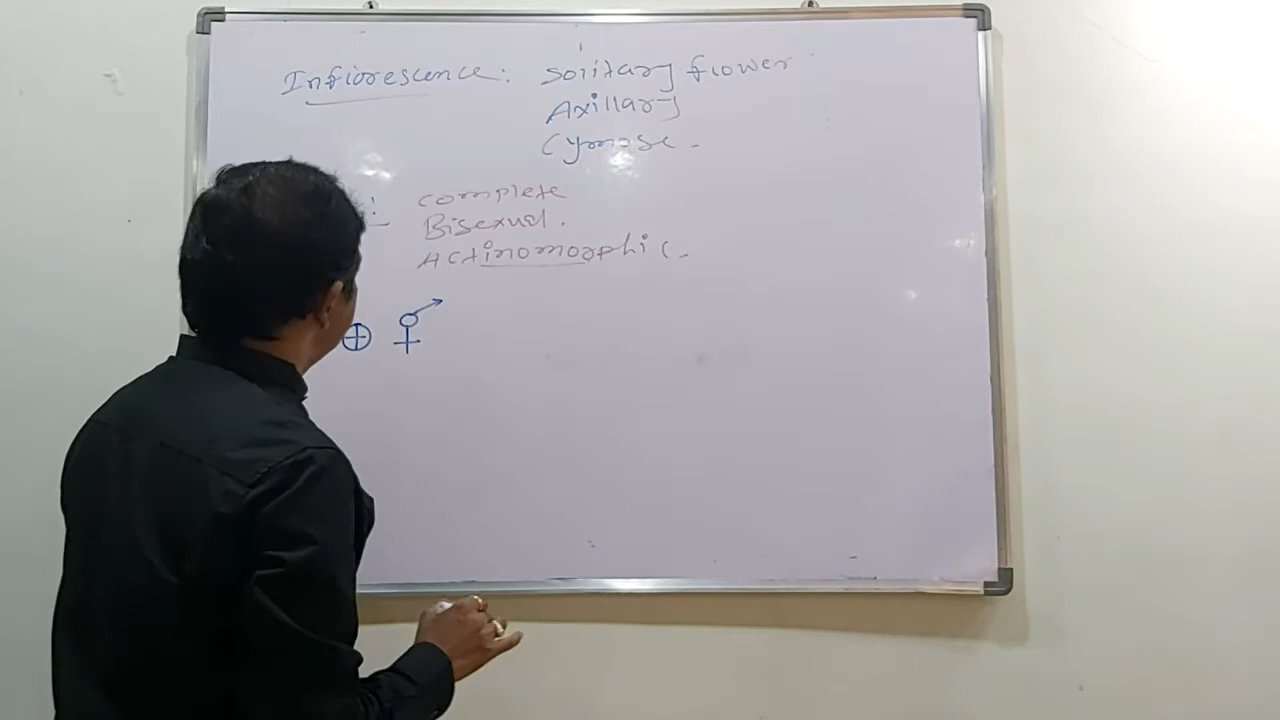 Inflorescence: Solitary flower
Axillary
Cymose.
: complete
Bisexual.
Actinomorphic.
⊕ ⚥